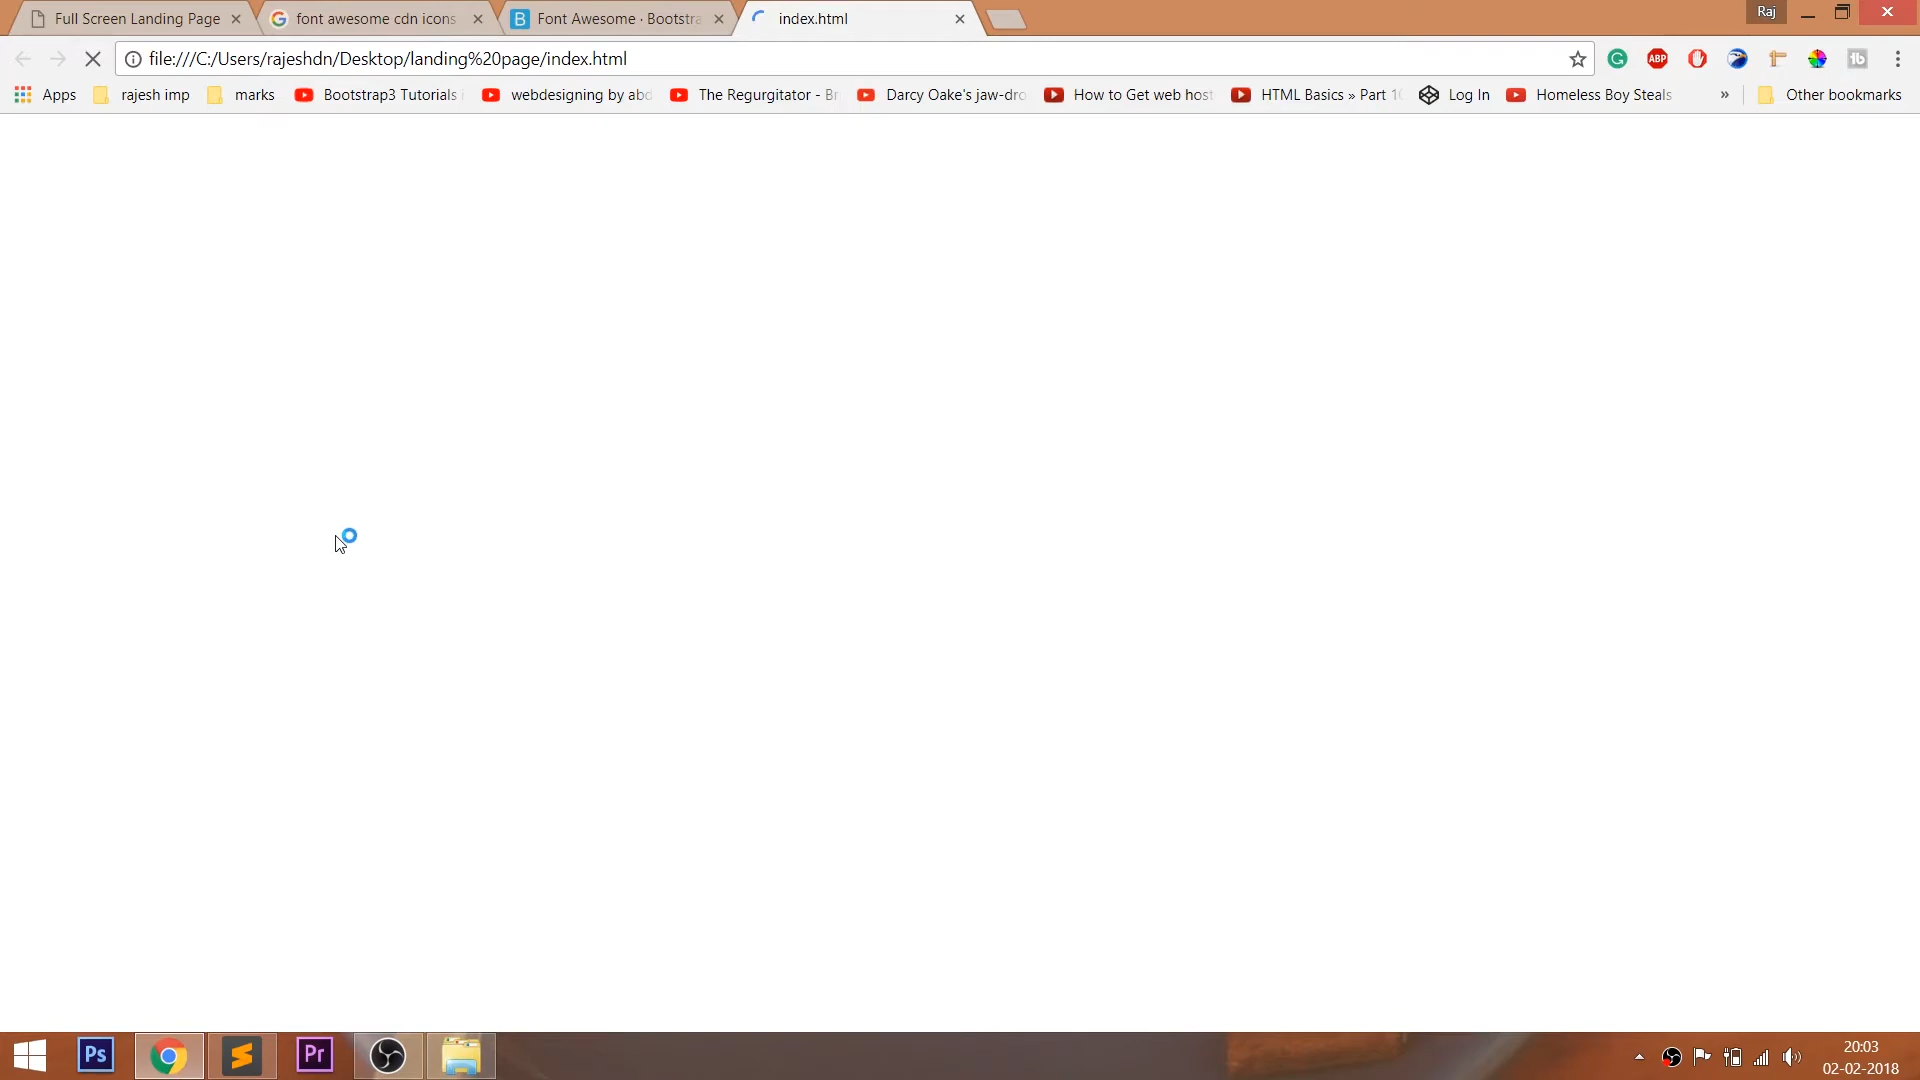 Full Screen Landing Page
font awesome cdn icons
Font Awesome · Bootstra
index.html
Raj
file:///C:/Users/rajeshdn/Desktop/landing%20page/index.html
ABP
Apps
rajesh imp
marks
Bootstrap3 Tutorials
webdesigning by abd
The Regurgitator - Br
Darcy Oake's jaw-dro
How to Get web host
HTML Basics » Part 1
Log In
Homeless Boy Steals
»
Other bookmarks
Ps
Pr
20:03
02-02-2018